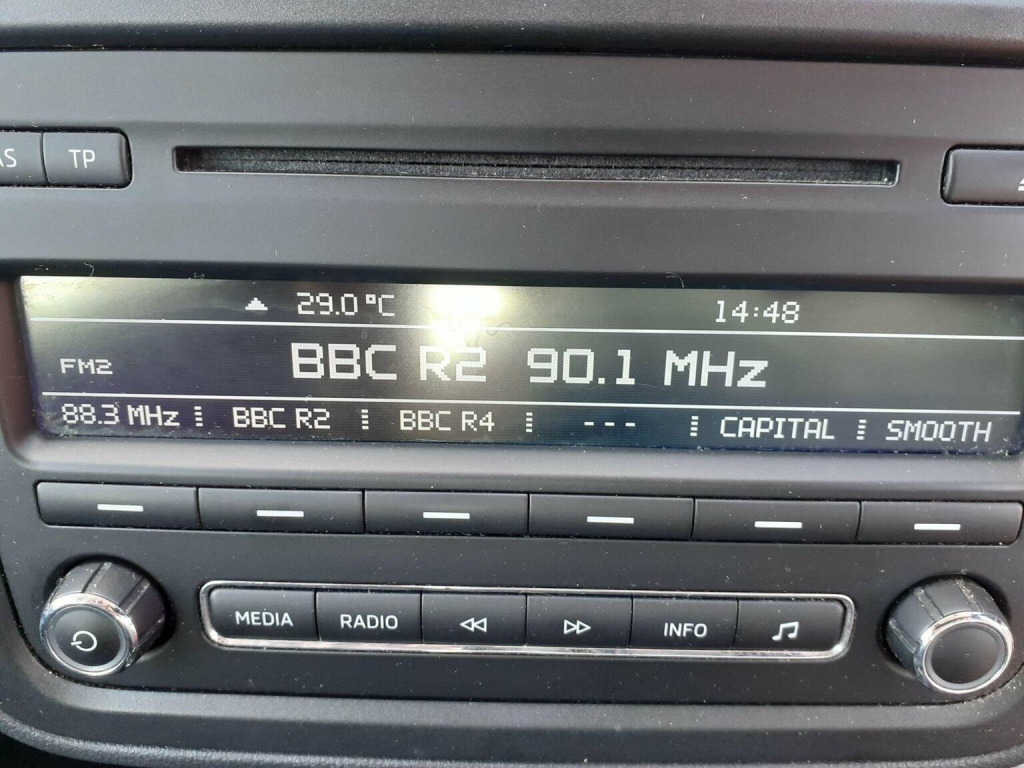 AS TP
29.0 °C 14:48
FM2 BBC R2 90.1 MHz
88.3 MHz BBC R2 BBC R4 --- CAPITAL SMOOTH
MEDIA RADIO INFO